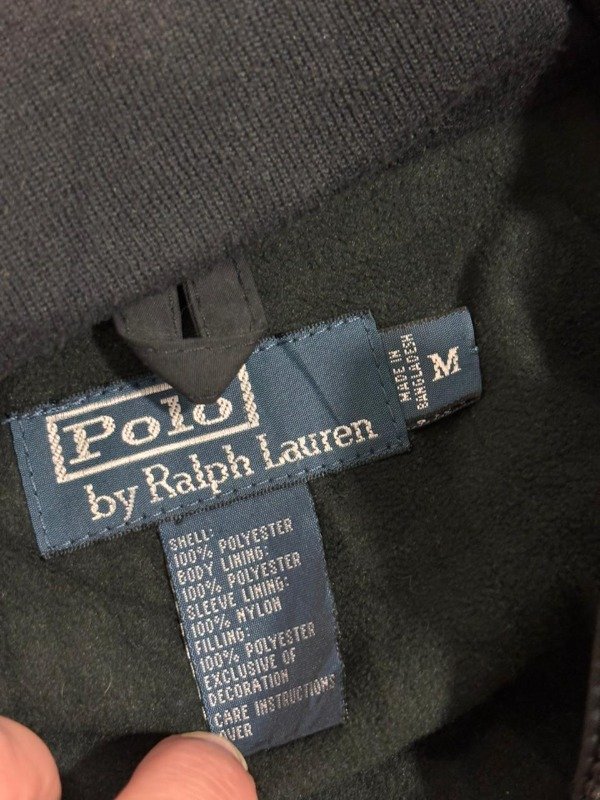 Polo
by Ralph Lauren
MADE IN
BANGLADESH
M
SHELL:
100% POLYESTER
BODY LINING:
100% POLYESTER
SLEEVE LINING:
100% NYLON
FILLING:
100% POLYESTER
EXCLUSIVE OF
DECORATION
CARE INSTRUCTIONS
OVER